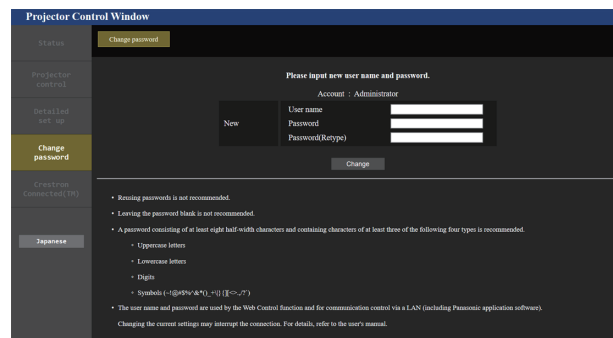 Projector Control Window
Status
Change password
Projector
control
Detailed
set up
Change
password
Crestron
Connected(TM)
Japanese
Please input new user name and password.
Account : Administrator
New
User name
Password
Password(Retype)
Change
• Reusing passwords is not recommended.
• Leaving the password blank is not recommended.
• A password consisting of at least eight half-width characters and containing characters of at least three of the following four types is recommended.
◦ Uppercase letters
◦ Lowercase letters
◦ Digits
◦ Symbols (~!@#$%^&*()_+\|}{][<>.,/?`)
• The user name and password are used by the Web Control function and for communication control via a LAN (including Panasonic application software).
Changing the current settings may interrupt the connection. For details, refer to the user's manual.